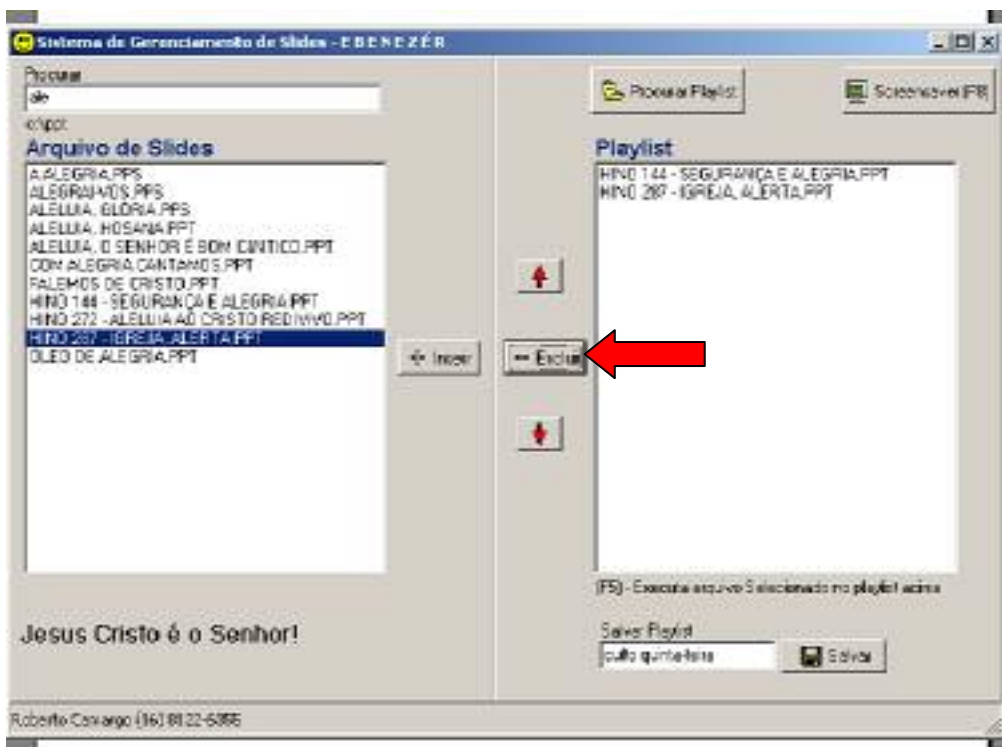 Sistema de Gerenciamento de Slides - EBENEZÉR
Procurar
ale
c:\ppt
Arquivo de Slides
A ALEGRIA.PPS
ALEGRAI-VOS.PPS
ALELUIA, GLÓRIA.PPS
ALELUIA, HOSANA.PPT
ALELUIA, O SENHOR É BOM CÂNTICO.PPT
COM ALEGRIA CANTAMOS.PPT
FALEMOS DE CRISTO.PPT
HINO 144 - SEGURANÇA E ALEGRIA.PPT
HINO 272 - ALELUIA AO CRISTO REDIVIVO.PPT
HINO 287 - IGREJA, ALERTA.PPT
OLEO DE ALEGRIA.PPT
Inserir
Excluir
Procurar Playlist
Screensaver (F8)
Playlist
HINO 144 - SEGURANÇA E ALEGRIA.PPT
HINO 287 - IGREJA, ALERTA.PPT
(F5) - Executa arquivo Selecionado no playlist acima
Jesus Cristo é o Senhor!
Salvar Playlist
culto quinta-feira
Salvar
Roberto Camargo (16) 8122-